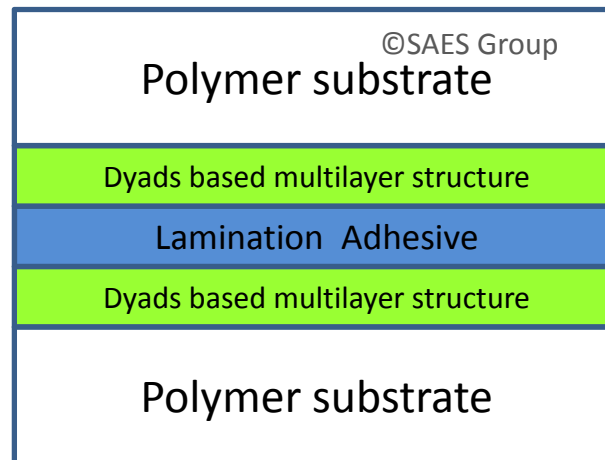 ©SAES Group
Polymer substrate
Dyads based multilayer structure
Lamination Adhesive
Dyads based multilayer structure
Polymer substrate